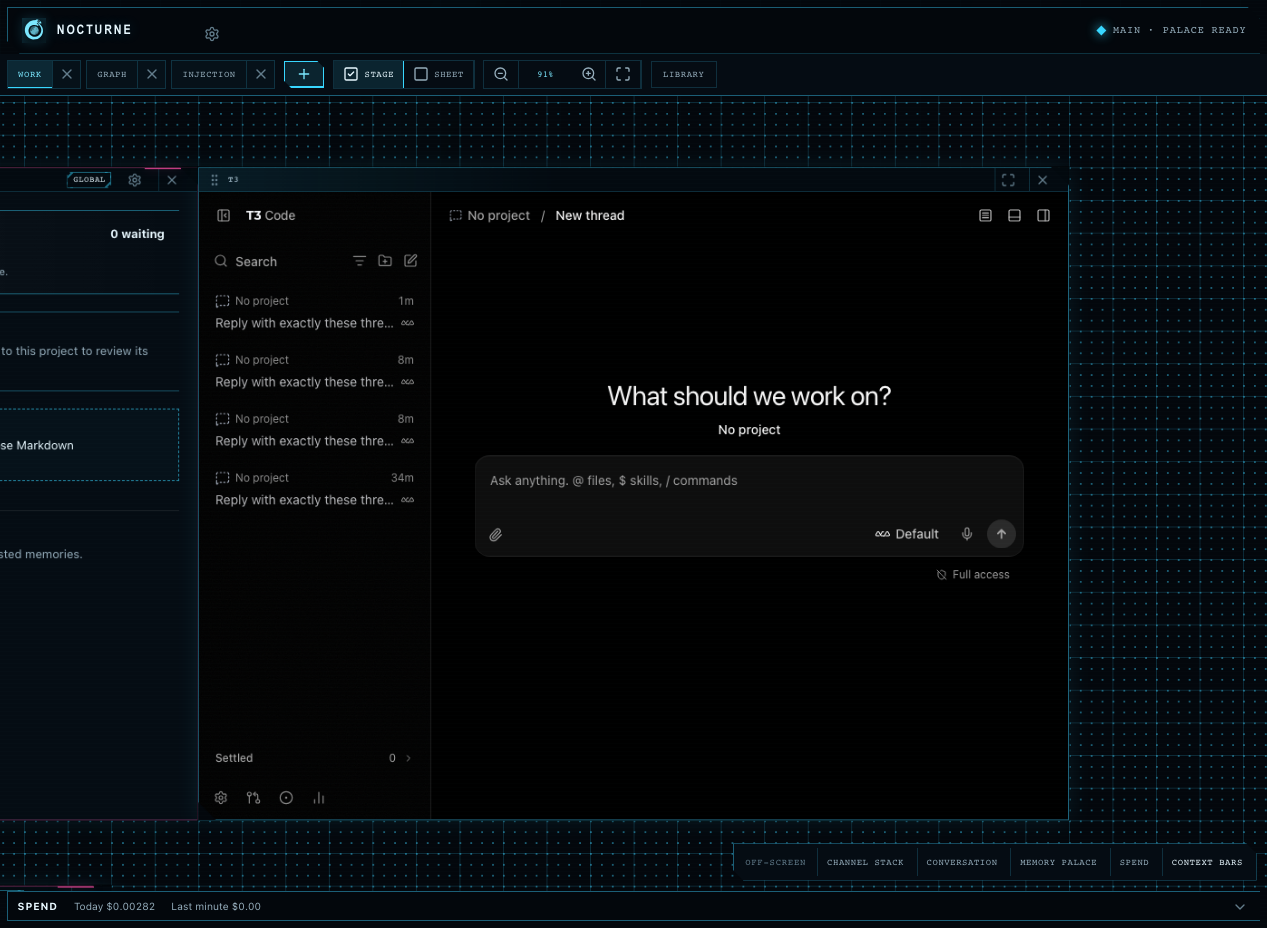 NOCTURNE
MAIN · PALACE READY
WORK
GRAPH
INJECTION
STAGE
SHEET
91%
LIBRARY
GLOBAL
0 waiting
e.
to this project to review its
se Markdown
sted memories.
T3
T3 Code
Search
No project 1m
Reply with exactly these thre...
No project 8m
Reply with exactly these thre...
No project 8m
Reply with exactly these thre...
No project 34m
Reply with exactly these thre...
Settled 0
No project / New thread
What should we work on?
No project
Ask anything. @ files, $ skills, / commands
Default
Full access
OFF-SCREEN CHANNEL STACK CONVERSATION MEMORY PALACE SPEND CONTEXT BARS
SPEND Today $0.00282 Last minute $0.00